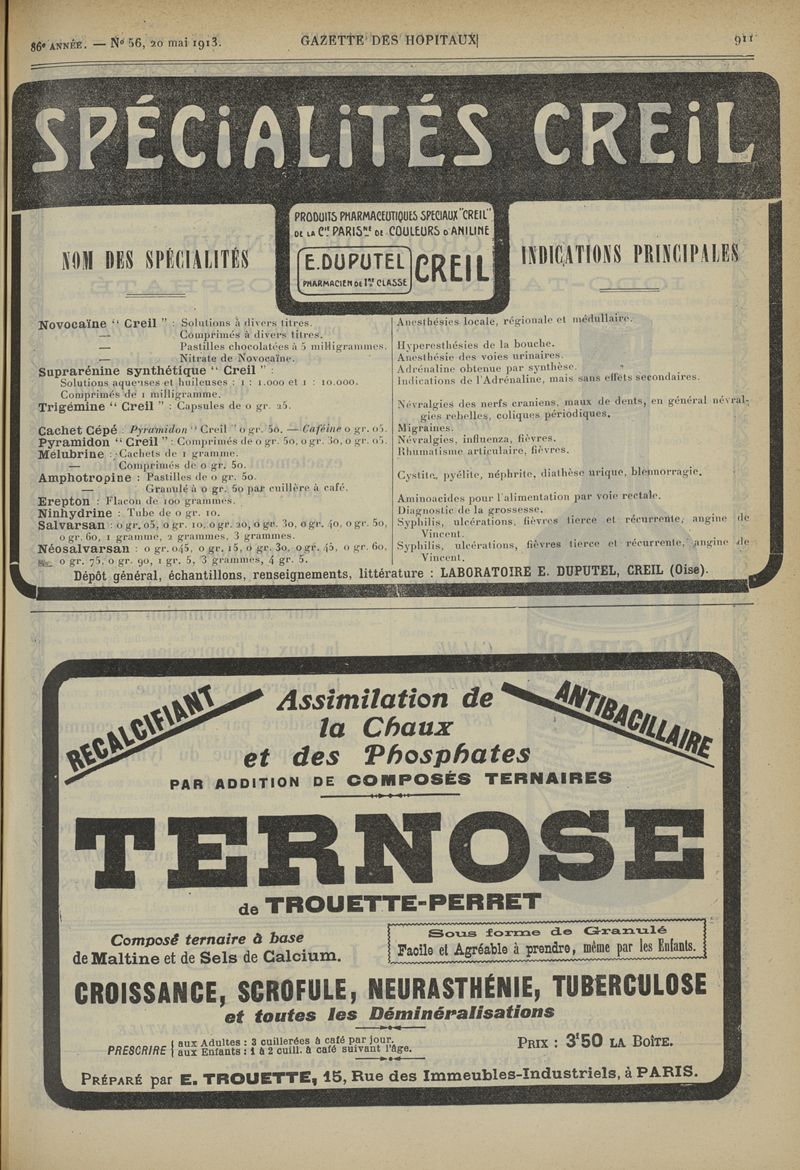 86e ANNÉE. — No 56, 20 mai 1913.
GAZETTE DES HOPITAUX
911
SPÉCiALiTÉS CREiL
PRODUITS PHARMACEUTIQUES SPECIAUX "CREIL"
DE LA Cie PARISNE DE COULEURS D'ANILINE
E. DUPUTEL
PHARMACIEN DE 1RE CLASSE
CREIL
NOM DES SPÉCIALITÉS
Novocaïne “ Creil ” : Solutions à divers titres.
— Comprimés à divers titres.
— Pastilles chocolatées à 5 milligrammes.
— Nitrate de Novocaïne.
Suprarénine synthétique “ Creil ” :
Solutions aqueuses et huileuses : 1 : 1.000 et 1 : 10.000.
Comprimés de 1 milligramme.
Trigémine “ Creil ” : Capsules de 0 gr. 25.
Cachet Cépé : Pyramidon “ Creil ” 0 gr. 50. — Caféine 0 gr. 05.
Pyramidon “ Creil ” : Comprimés de 0 gr. 50, 0 gr. 30, 0 gr. 05.
Melubrine : Cachets de 1 gramme.
— Comprimés de 0 gr. 50.
Amphotropine : Pastilles de 0 gr. 50.
— Granulé à 0 gr. 50 par cuillère à café.
Erepton : Flacon de 100 grammes.
Ninhydrine : Tube de 0 gr. 10.
Salvarsan : 0 gr. 05, 0 gr. 10, 0 gr. 20, 0 gr. 30, 0 gr. 40, 0 gr. 50,
0 gr. 60, 1 gramme, 2 grammes, 3 grammes.
Néosalvarsan : 0 gr. 045, 0 gr. 15, 0 gr. 30, 0 gr. 45, 0 gr. 60,
0 gr. 75, 0 gr. 90, 1 gr. 5, 3 grammes, 4 gr. 5.
INDICATIONS PRINCIPALES
Anesthésies locale, régionale et médullaire.
Hyperesthésies de la bouche.
Anesthésie des voies urinaires.
Adrénaline obtenue par synthèse.
Indications de l'Adrénaline, mais sans effets secondaires.
Névralgies des nerfs craniens, maux de dents, en général névral-
gies rebelles, coliques périodiques.
Migraines.
Névralgies, influenza, fièvres.
Rhumatisme articulaire, fièvres.
Cystite, pyélite, néphrite, diathèse urique, blennorragie.
Aminoacides pour l'alimentation par voie rectale.
Diagnostic de la grossesse.
Syphilis, ulcérations, fièvres tierce et récurrente, angine de
Vincent.
Syphilis, ulcérations, fièvres tierce et récurrente, angine de
Vincent.
Dépôt général, échantillons, renseignements, littérature : LABORATOIRE E. DUPUTEL, CREIL (Oise).
RECALCIFIANT
ANTIBACILLAIRE
Assimilation de
la Chaux
et des Phosphates
PAR ADDITION DE COMPOSÉS TERNAIRES
TERNOSE
de TROUETTE-PERRET
Composé ternaire à base
de Maltine et de Sels de Calcium.
Sous forme de Granulé
Facile et Agréable à prendre, même par les Enfants.
CROISSANCE, SCROFULE, NEURASTHÉNIE, TUBERCULOSE
et toutes les Déminéralisations
PRESCRIRE { aux Adultes : 3 cuillerées à café par jour.
aux Enfants : 1 à 2 cuill. à café suivant l'âge.
PRIX : 3f50 LA BOÎTE.
PRÉPARÉ par E. TROUETTE, 15, Rue des Immeubles-Industriels, à PARIS.